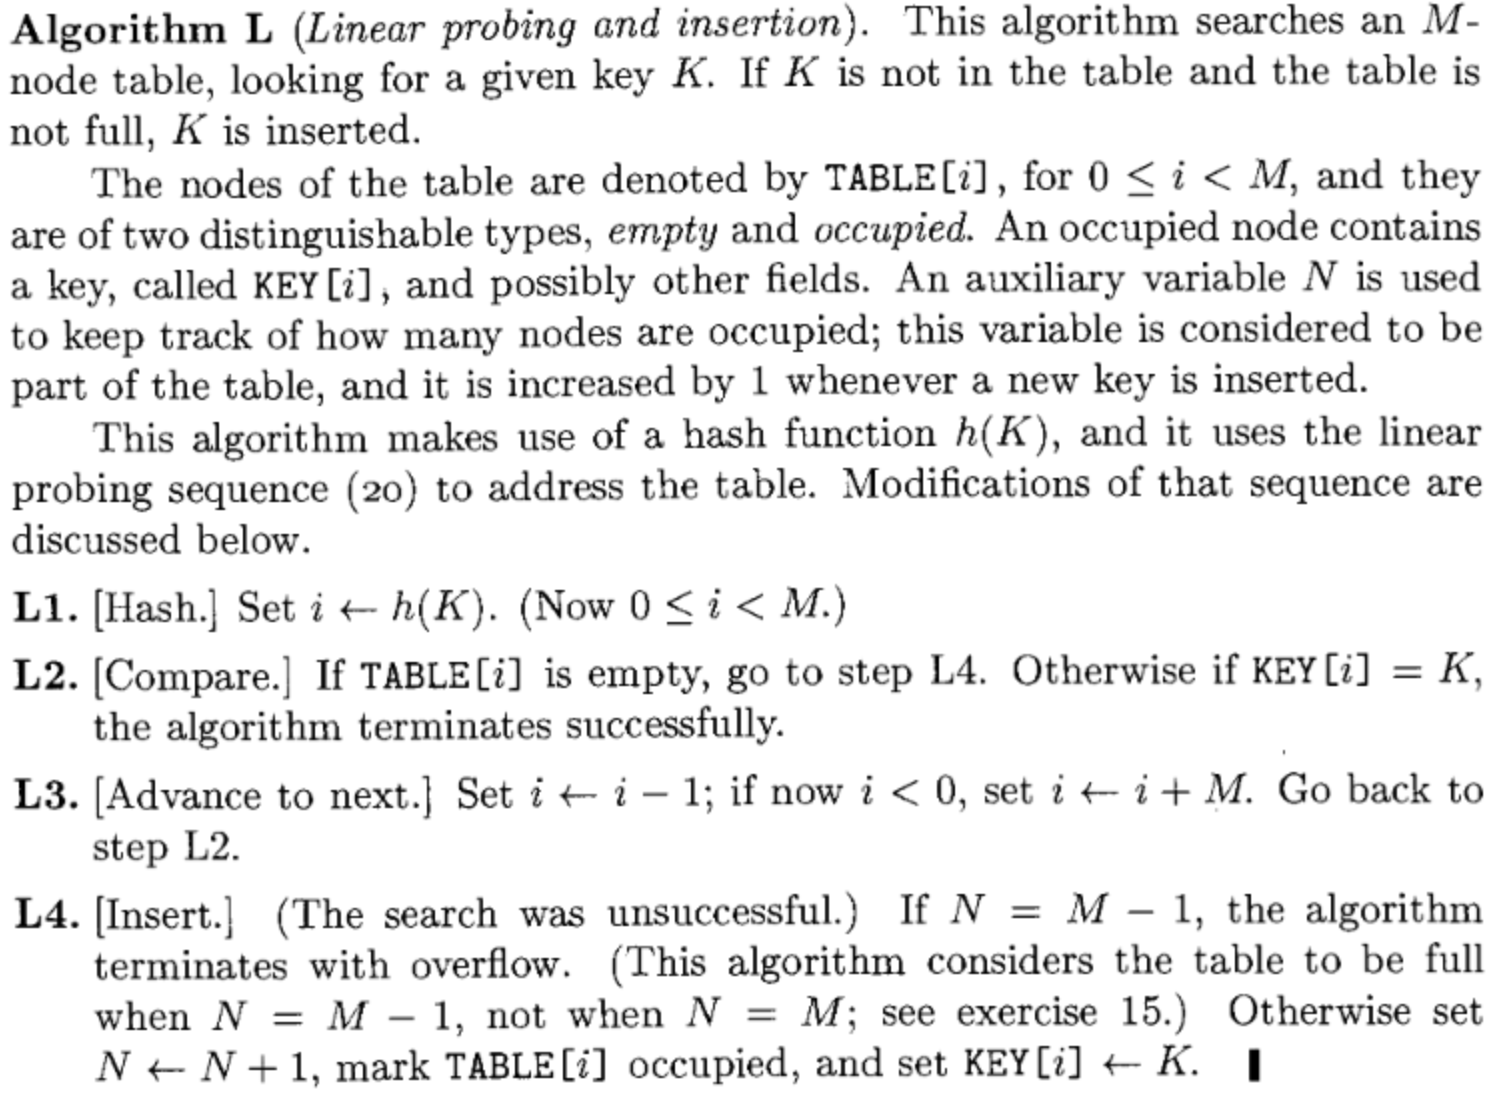 Algorithm L (Linear probing and insertion). This algorithm searches an M-
node table, looking for a given key K. If K is not in the table and the table is
not full, K is inserted.
The nodes of the table are denoted by TABLE[i], for 0 ≤ i < M, and they
are of two distinguishable types, empty and occupied. An occupied node contains
a key, called KEY[i], and possibly other fields. An auxiliary variable N is used
to keep track of how many nodes are occupied; this variable is considered to be
part of the table, and it is increased by 1 whenever a new key is inserted.
This algorithm makes use of a hash function h(K), and it uses the linear
probing sequence (20) to address the table. Modifications of that sequence are
discussed below.
L1. [Hash.] Set i ← h(K). (Now 0 ≤ i < M.)
L2. [Compare.] If TABLE[i] is empty, go to step L4. Otherwise if KEY[i] = K,
the algorithm terminates successfully.
L3. [Advance to next.] Set i ← i − 1; if now i < 0, set i ← i + M. Go back to
step L2.
L4. [Insert.] (The search was unsuccessful.) If N = M − 1, the algorithm
terminates with overflow. (This algorithm considers the table to be full
when N = M − 1, not when N = M; see exercise 15.) Otherwise set
N ← N + 1, mark TABLE[i] occupied, and set KEY[i] ← K. ▮